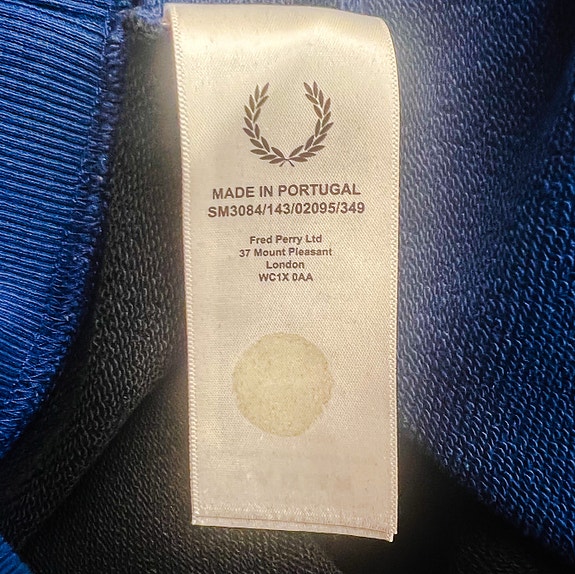 MADE IN PORTUGAL
SM3084/143/02095/349
Fred Perry Ltd
37 Mount Pleasant
London
WC1X 0AA